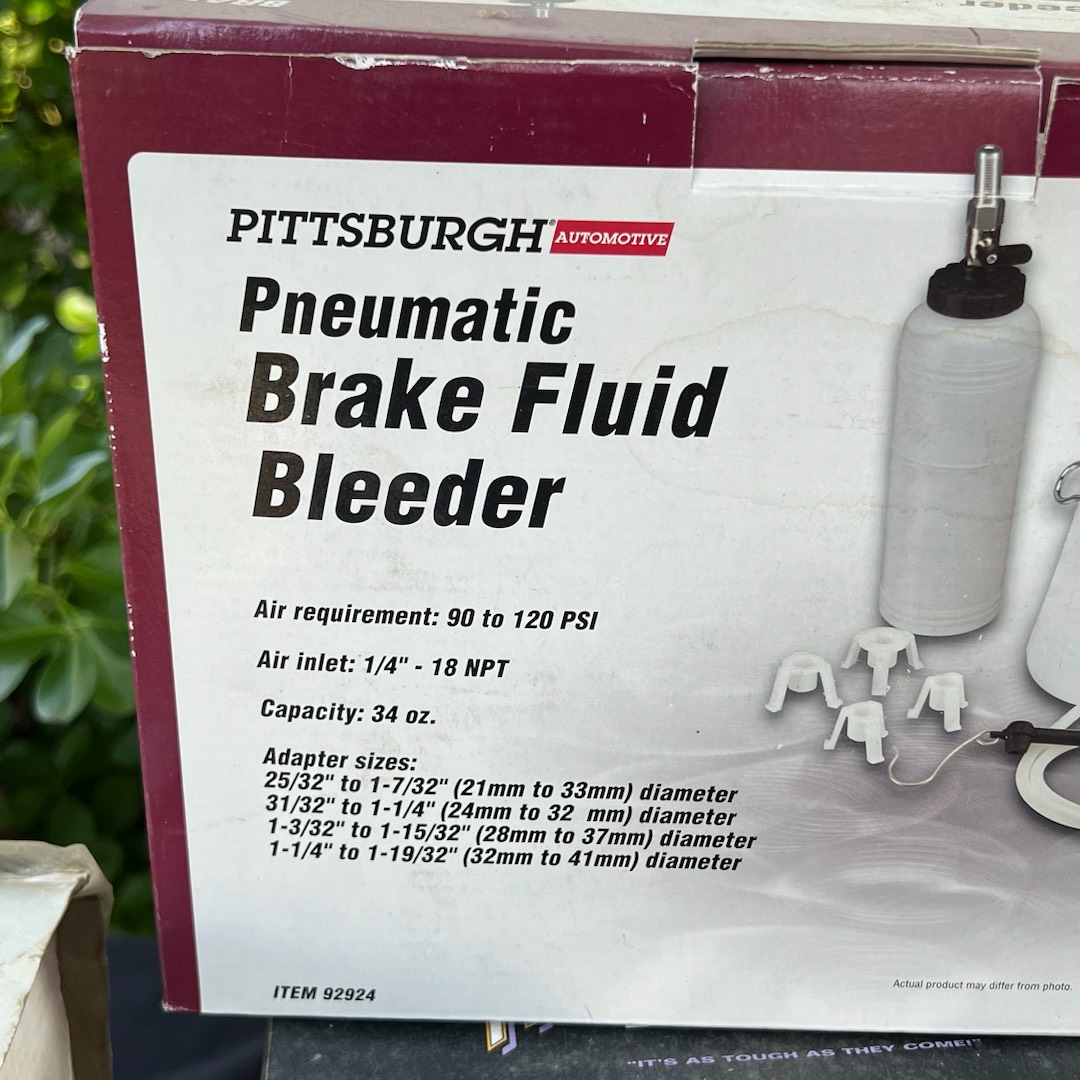 PITTSBURGH® AUTOMOTIVE
Pneumatic
Brake Fluid
Bleeder
Air requirement: 90 to 120 PSI
Air inlet: 1/4" - 18 NPT
Capacity: 34 oz.
Adapter sizes:
25/32" to 1-7/32" (21mm to 33mm) diameter
31/32" to 1-1/4" (24mm to 32 mm) diameter
1-3/32" to 1-15/32" (28mm to 37mm) diameter
1-1/4" to 1-19/32" (32mm to 41mm) diameter
ITEM 92924
Actual product may differ from photo.
"IT'S AS TOUGH AS THEY COME!"